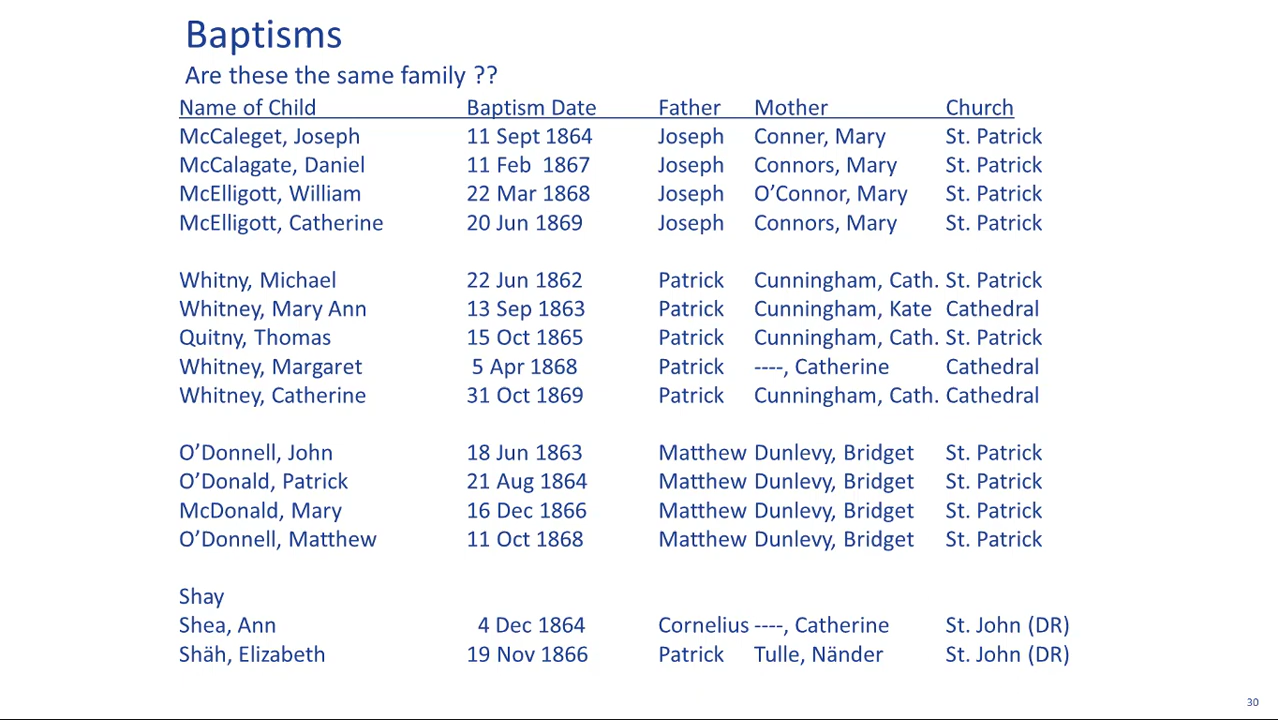 Baptisms
Are these the same family ??
Name of Child Baptism Date Father Mother Church
McCaleget, Joseph 11 Sept 1864 Joseph Conner, Mary St. Patrick
McCalagate, Daniel 11 Feb 1867 Joseph Connors, Mary St. Patrick
McElligott, William 22 Mar 1868 Joseph O’Connor, Mary St. Patrick
McElligott, Catherine 20 Jun 1869 Joseph Connors, Mary St. Patrick
Whitny, Michael 22 Jun 1862 Patrick Cunningham, Cath. St. Patrick
Whitney, Mary Ann 13 Sep 1863 Patrick Cunningham, Kate Cathedral
Quitny, Thomas 15 Oct 1865 Patrick Cunningham, Cath. St. Patrick
Whitney, Margaret 5 Apr 1868 Patrick ----, Catherine Cathedral
Whitney, Catherine 31 Oct 1869 Patrick Cunningham, Cath. Cathedral
O’Donnell, John 18 Jun 1863 Matthew Dunlevy, Bridget St. Patrick
O’Donald, Patrick 21 Aug 1864 Matthew Dunlevy, Bridget St. Patrick
McDonald, Mary 16 Dec 1866 Matthew Dunlevy, Bridget St. Patrick
O’Donnell, Matthew 11 Oct 1868 Matthew Dunlevy, Bridget St. Patrick
Shay
Shea, Ann 4 Dec 1864 Cornelius ----, Catherine St. John (DR)
Shäh, Elizabeth 19 Nov 1866 Patrick Tulle, Nänder St. John (DR)
30